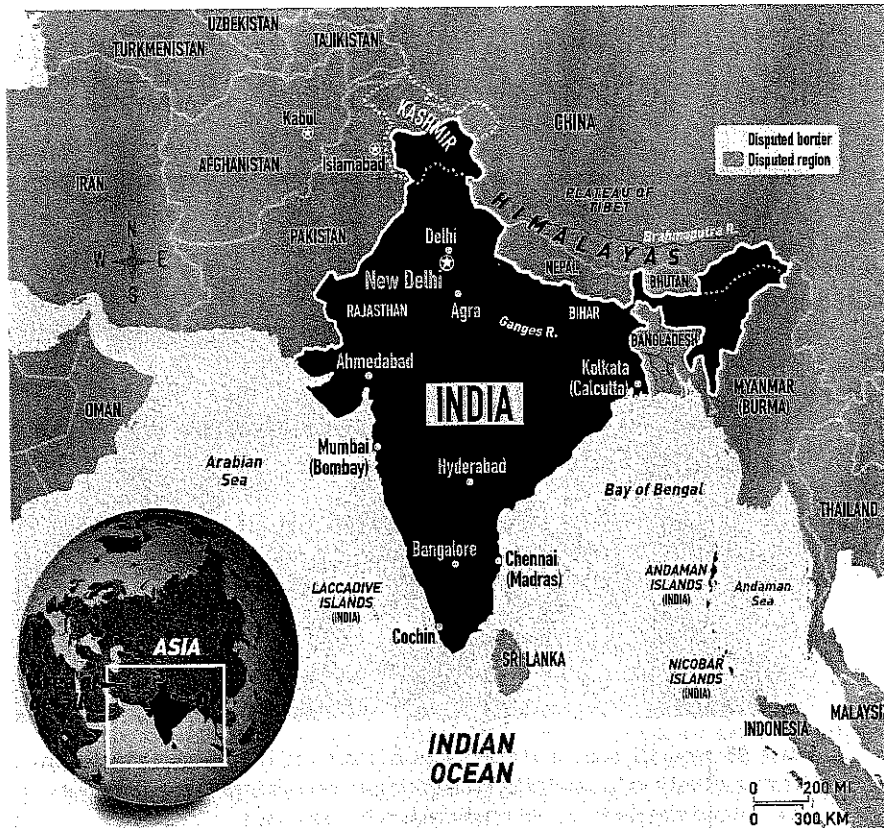 UZBEKISTAN
TURKMENISTAN
TAJIKISTAN
Kabul
KASHMIR
CHINA
Disputed border
Disputed region
AFGHANISTAN
Islamabad
IRAN
PLATEAU OF
TIBET
HIMALAYAS
Brahmaputra R.
N
W E
S
PAKISTAN
Delhi
New Delhi
NEPAL
BHUTAN
RAJASTHAN
Agra
Ganges R.
BIHAR
BANGLADESH
Ahmedabad
Kolkata
(Calcutta)
INDIA
MYANMAR
(BURMA)
OMAN
Mumbai
(Bombay)
Arabian
Sea
Hyderabad
Bay of Bengal
THAILAND
Bangalore
Chennai
(Madras)
LACCADIVE
ISLANDS
(INDIA)
ANDAMAN
ISLANDS
(INDIA)
Andaman
Sea
Cochin
ASIA
SRI LANKA
NICOBAR
ISLANDS
(INDIA)
MALAYSI
INDONESIA
INDIAN
OCEAN
0 200 MI
0 300 KM